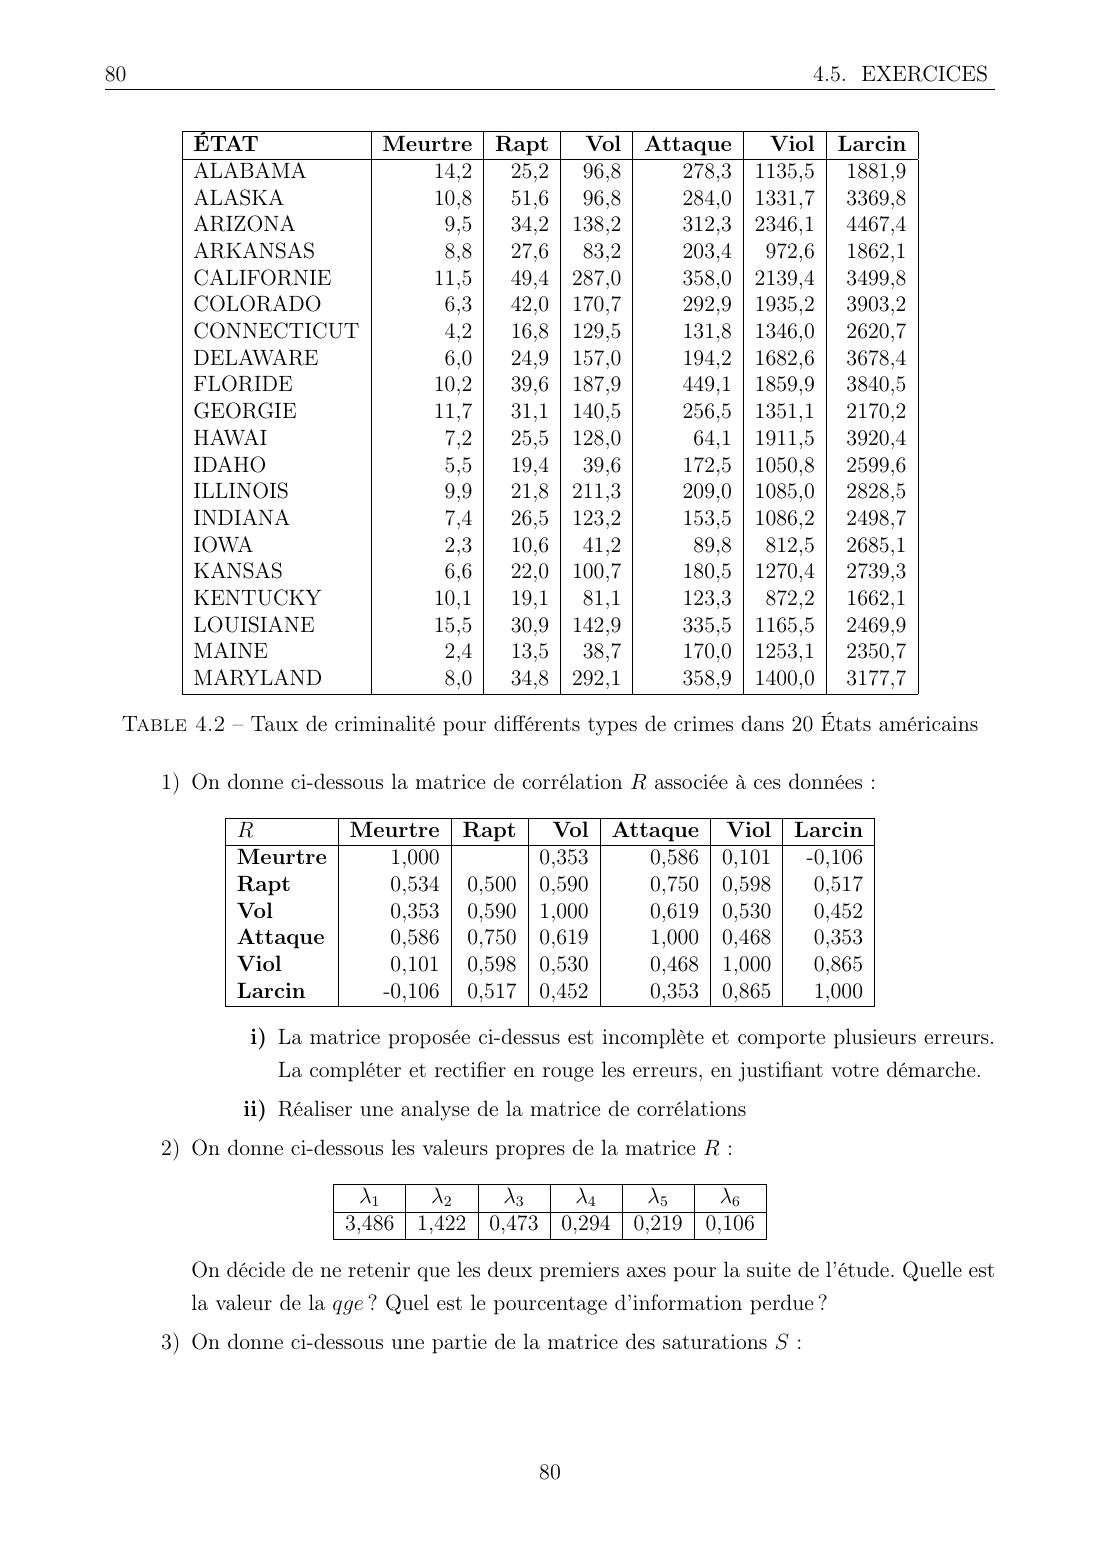 80 4.5. EXERCICES
ÉTAT Meurtre Rapt Vol Attaque Viol Larcin
ALABAMA 14,2 25,2 96,8 278,3 1135,5 1881,9
ALASKA 10,8 51,6 96,8 284,0 1331,7 3369,8
ARIZONA 9,5 34,2 138,2 312,3 2346,1 4467,4
ARKANSAS 8,8 27,6 83,2 203,4 972,6 1862,1
CALIFORNIE 11,5 49,4 287,0 358,0 2139,4 3499,8
COLORADO 6,3 42,0 170,7 292,9 1935,2 3903,2
CONNECTICUT 4,2 16,8 129,5 131,8 1346,0 2620,7
DELAWARE 6,0 24,9 157,0 194,2 1682,6 3678,4
FLORIDE 10,2 39,6 187,9 449,1 1859,9 3840,5
GEORGIE 11,7 31,1 140,5 256,5 1351,1 2170,2
HAWAI 7,2 25,5 128,0 64,1 1911,5 3920,4
IDAHO 5,5 19,4 39,6 172,5 1050,8 2599,6
ILLINOIS 9,9 21,8 211,3 209,0 1085,0 2828,5
INDIANA 7,4 26,5 123,2 153,5 1086,2 2498,7
IOWA 2,3 10,6 41,2 89,8 812,5 2685,1
KANSAS 6,6 22,0 100,7 180,5 1270,4 2739,3
KENTUCKY 10,1 19,1 81,1 123,3 872,2 1662,1
LOUISIANE 15,5 30,9 142,9 335,5 1165,5 2469,9
MAINE 2,4 13,5 38,7 170,0 1253,1 2350,7
MARYLAND 8,0 34,8 292,1 358,9 1400,0 3177,7
TABLE 4.2 – Taux de criminalité pour différents types de crimes dans 20 États américains
1) On donne ci-dessous la matrice de corrélation R associée à ces données :
R Meurtre Rapt Vol Attaque Viol Larcin
Meurtre 1,000 0,353 0,586 0,101 -0,106
Rapt 0,534 0,500 0,590 0,750 0,598 0,517
Vol 0,353 0,590 1,000 0,619 0,530 0,452
Attaque 0,586 0,750 0,619 1,000 0,468 0,353
Viol 0,101 0,598 0,530 0,468 1,000 0,865
Larcin -0,106 0,517 0,452 0,353 0,865 1,000
i) La matrice proposée ci-dessus est incomplète et comporte plusieurs erreurs.
La compléter et rectifier en rouge les erreurs, en justifiant votre démarche.
ii) Réaliser une analyse de la matrice de corrélations
2) On donne ci-dessous les valeurs propres de la matrice R :
λ1 λ2 λ3 λ4 λ5 λ6
3,486 1,422 0,473 0,294 0,219 0,106
On décide de ne retenir que les deux premiers axes pour la suite de l'étude. Quelle est
la valeur de la qge ? Quel est le pourcentage d'information perdue ?
3) On donne ci-dessous une partie de la matrice des saturations S :
80